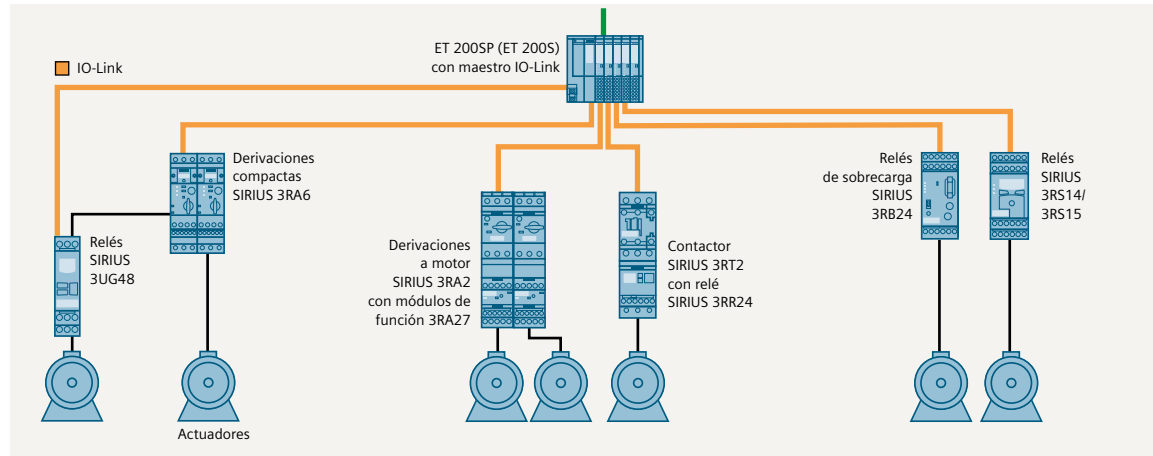 ET 200SP (ET 200S)
con maestro IO-Link
IO-Link
Derivaciones
compactas
SIRIUS 3RA6
Relés
SIRIUS
3UG48
Derivaciones
a motor
SIRIUS 3RA2
con módulos de
función 3RA27
Contactor
SIRIUS 3RT2
con relé
SIRIUS 3RR24
Relés
de sobrecarga
SIRIUS
3RB24
Relés
SIRIUS
3RS14/
3RS15
Actuadores